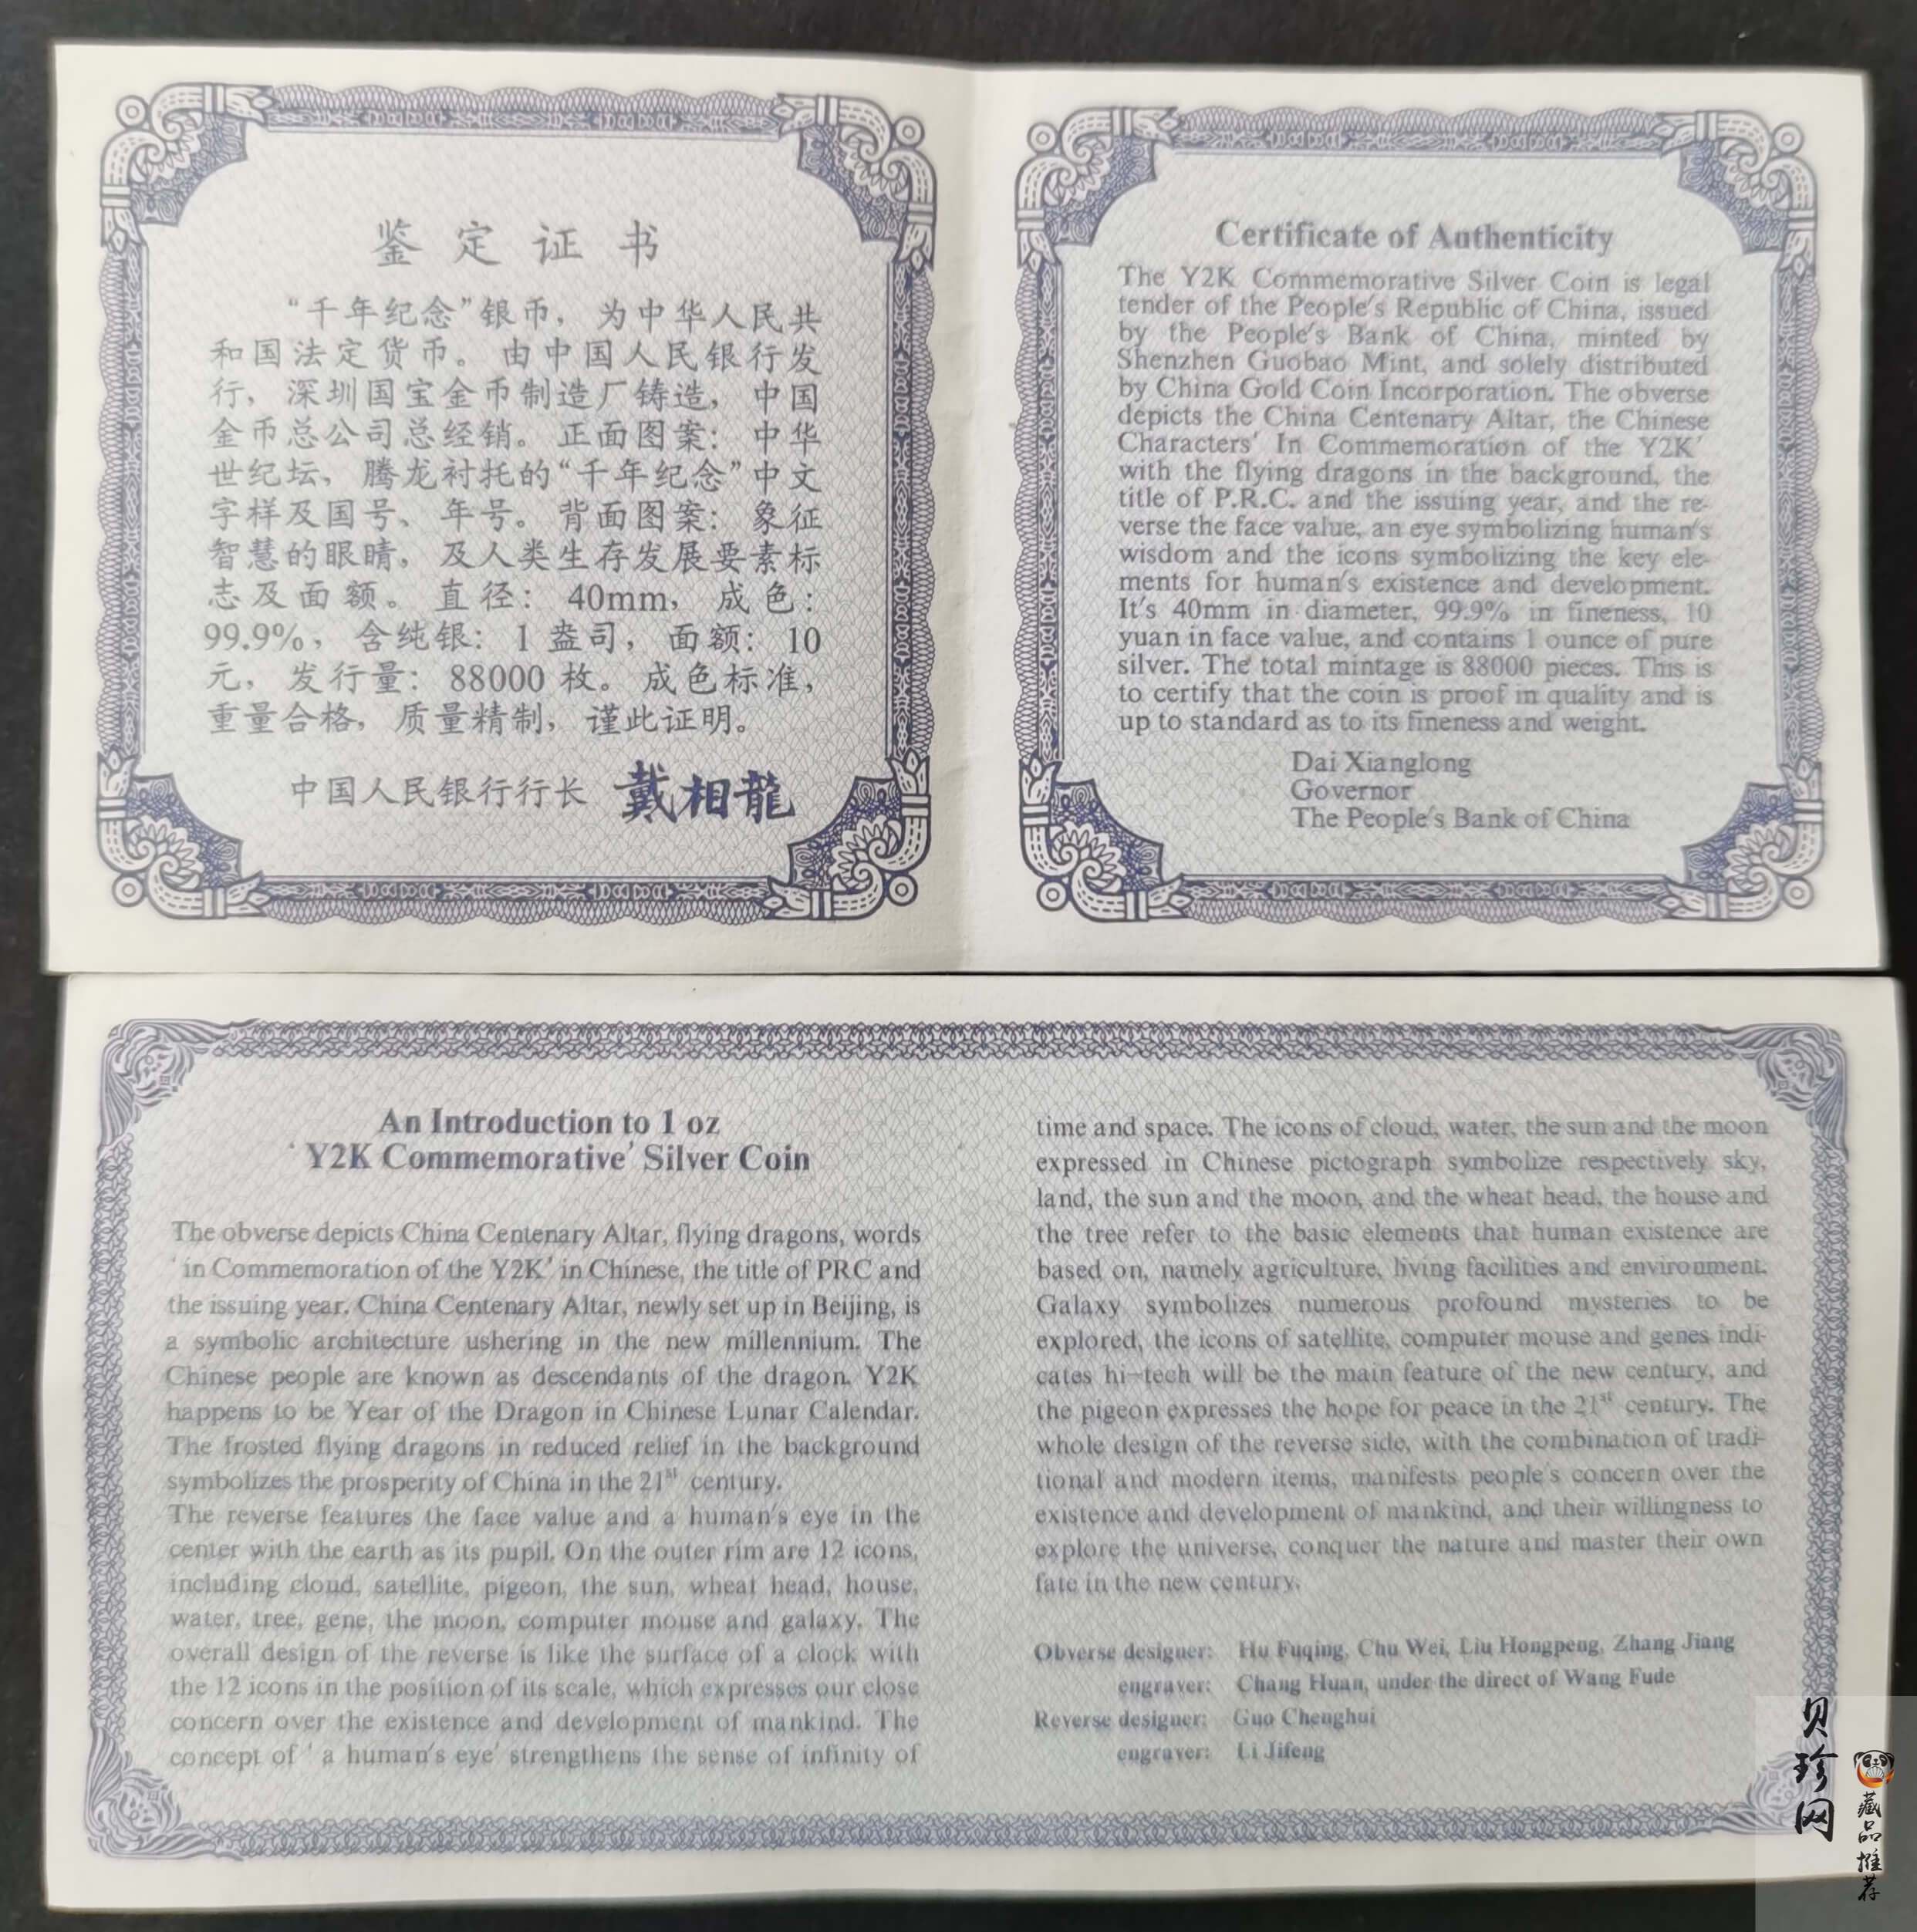 鉴定证书
“千年纪念”银币，为中华人民共
和国法定货币。由中国人民银行发
行，深圳国宝金币制造厂铸造，中国
金币总公司总经销。正面图案：中华
世纪坛，腾龙衬托的“千年纪念”中文
字样及国号、年号。背面图案：象征
智慧的眼睛，及人类生存发展要素标
志及面额。直径：40mm，成色：
99.9%，含纯银：1盎司，面额：10
元，发行量：88000枚。成色标准，
重量合格，质量精制，谨此证明。
中国人民银行行长 戴相龍
Certificate of Authenticity
The Y2K Commemorative Silver Coin is legal
tender of the People's Republic of China, issued
by the People's Bank of China, minted by
Shenzhen Guobao Mint, and solely distributed
by China Gold Coin Incorporation. The obverse
depicts the China Centenary Altar, the Chinese
Characters' In Commemoration of the Y2K'
with the flying dragons in the background, the
title of P.R.C. and the issuing year, and the re-
verse the face value, an eye symbolizing human's
wisdom and the icons symbolizing the key ele-
ments for human's existence and development.
It's 40mm in diameter, 99.9% in fineness, 10
yuan in face value, and contains 1 ounce of pure
silver. The total mintage is 88000 pieces. This is
to certify that the coin is proof in quality and is
up to standard as to its fineness and weight.
Dai Xianglong
Governor
The People's Bank of China
An Introduction to 1 oz
'Y2K Commemorative' Silver Coin
The obverse depicts China Centenary Altar, flying dragons, words
'in Commemoration of the Y2K' in Chinese, the title of PRC and
the issuing year. China Centenary Altar, newly set up in Beijing, is
a symbolic architecture ushering in the new millennium. The
Chinese people are known as descendants of the dragon. Y2K
happens to be Year of the Dragon in Chinese Lunar Calendar.
The frosted flying dragons in reduced relief in the background
symbolizes the prosperity of China in the 21st century.
The reverse features the face value and a human's eye in the
center with the earth as its pupil. On the outer rim are 12 icons,
including cloud, satellite, pigeon, the sun, wheat head, house,
water, tree, gene, the moon, computer mouse and galaxy. The
overall design of the reverse is like the surface of a clock with
the 12 icons in the position of its scale, which expresses our close
concern over the existence and development of mankind. The
concept of 'a human's eye' strengthens the sense of infinity of
time and space. The icons of cloud, water, the sun and the moon
expressed in Chinese pictograph symbolize respectively sky,
land, the sun and the moon, and the wheat head, the house and
the tree refer to the basic elements that human existence are
based on, namely agriculture, living facilities and environment.
Galaxy symbolizes numerous profound mysteries to be
explored, the icons of satellite, computer mouse and genes indi-
cates hi-tech will be the main feature of the new century, and
the pigeon expresses the hope for peace in the 21st century. The
whole design of the reverse side, with the combination of tradi-
tional and modern items, manifests people's concern over the
existence and development of mankind, and their willingness to
explore the universe, conquer the nature and master their own
fate in the new century.
Obverse designer: Hu Fuqing, Chu Wei, Liu Hongpeng, Zhang Jiang
engraver: Chang Huan, under the direct of Wang Fude
Reverse designer: Guo Chenghui
engraver: Li Jifeng
贝珍网
藏品推荐